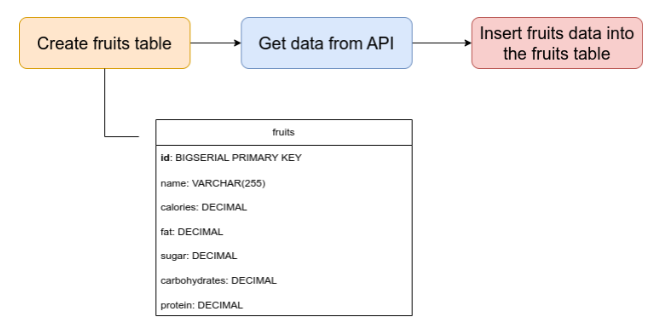 Create fruits table
Get data from API
Insert fruits data into
the fruits table
fruits
id: BIGSERIAL PRIMARY KEY
name: VARCHAR(255)
calories: DECIMAL
fat: DECIMAL
sugar: DECIMAL
carbohydrates: DECIMAL
protein: DECIMAL